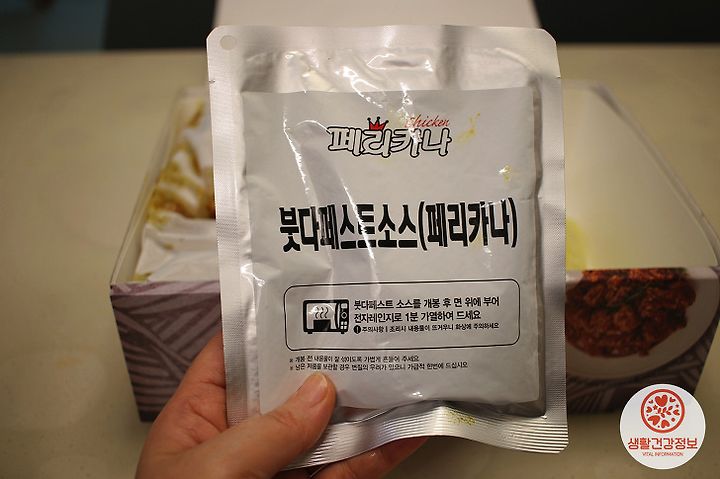 Chicken
페리카나
붓다페스트소스(페리카나)
붓다페스트 소스를 개봉 후 면 위에 부어
전자레인지로 1분 가열하여 드세요
! 주의사항 | 조리시 내용물이 뜨거우니 화상에 주의하세요
※ 개봉 전 내용물이 잘 섞이도록 가볍게 흔들어 주세요
※ 남은 제품을 보관할 경우 변질의 우려가 있으니 가급적 한번에 드십시오
생활건강정보
VITAL INFORMATION